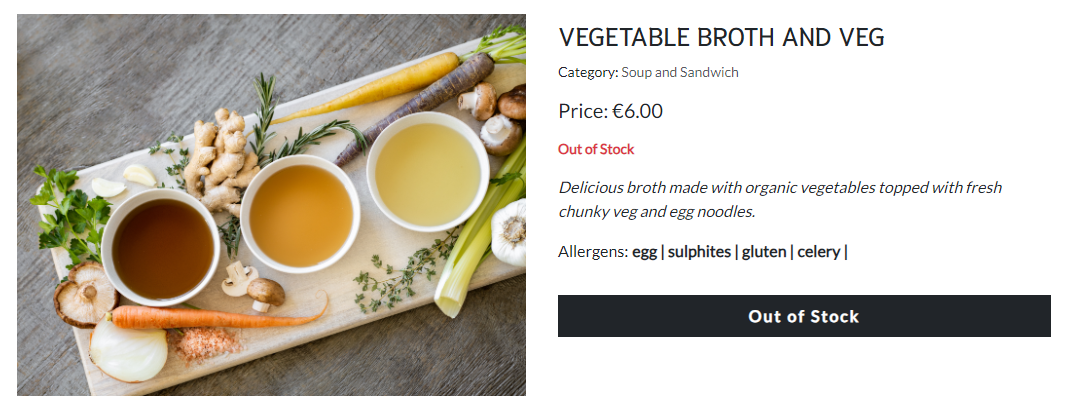 VEGETABLE BROTH AND VEG
Category: Soup and Sandwich
Price: €6.00
Out of Stock
Delicious broth made with organic vegetables topped with fresh
chunky veg and egg noodles.
Allergens: egg | sulphites | gluten | celery |
Out of Stock